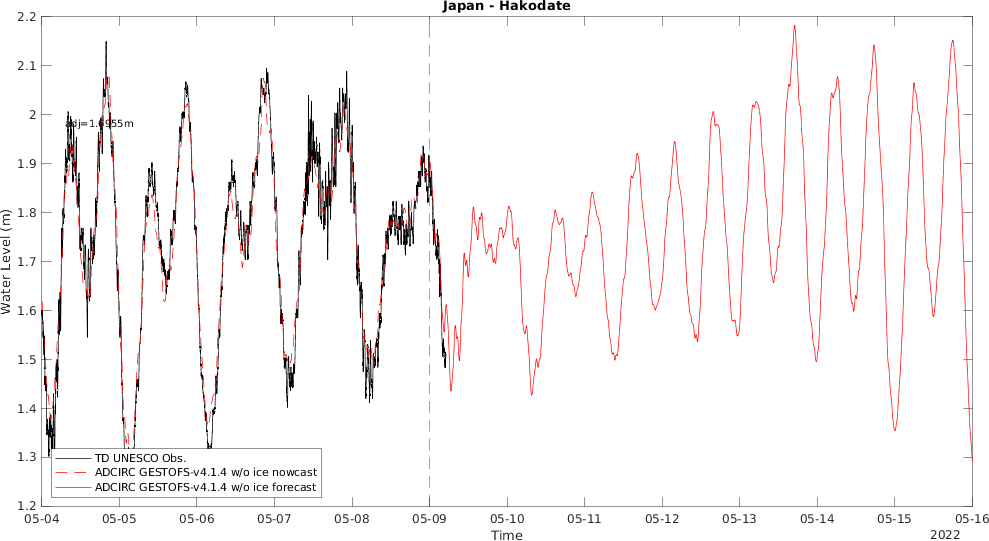 Japan - Hakodate
Water Level (m)
2.2
2.1
2
1.9
1.8
1.7
1.6
1.5
1.4
1.3
1.2
TD UNESCO Obs.
ADCIRC GESTOFS-v4.1.4 w/o ice nowcast
ADCIRC GESTOFS-v4.1.4 w/o ice forecast
05-04 05-05 05-06 05-07 05-08 05-09 05-10 05-11 05-12 05-13 05-14 05-15 05-16
Time
2022